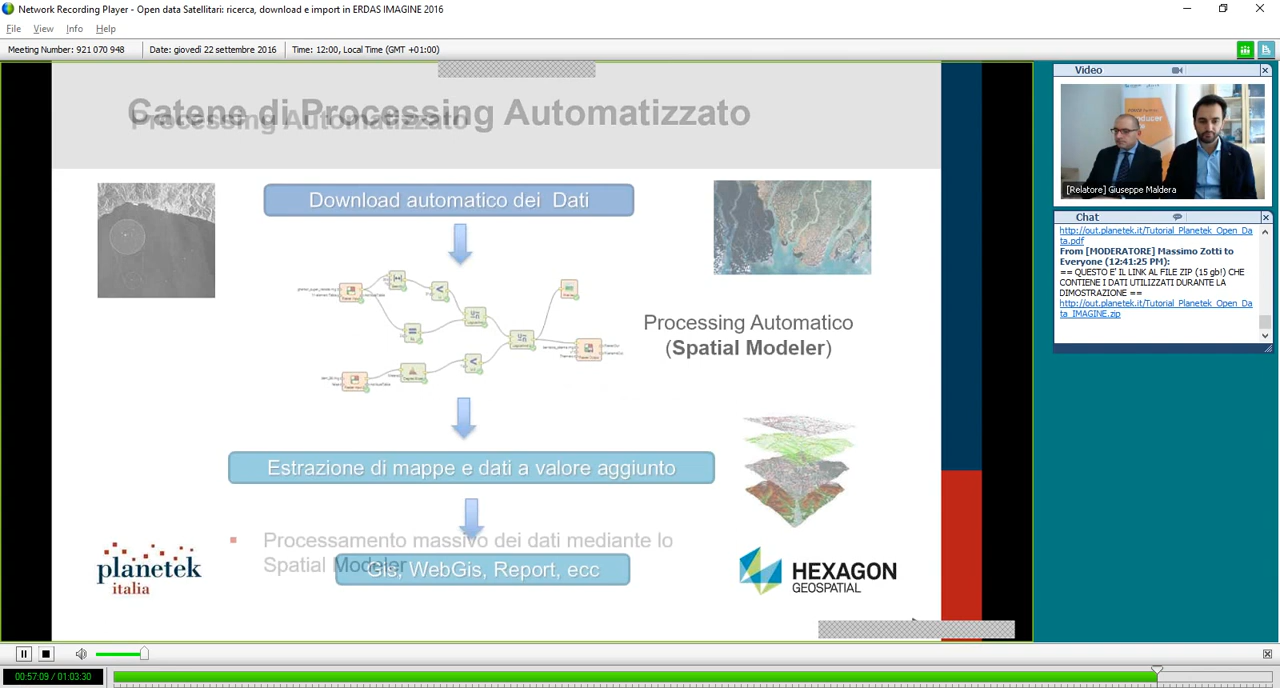 Network Recording Player - Open data Satellitari: ricerca, download e import in ERDAS IMAGINE 2016
File View Info Help
Meeting Number: 921 070 948 Date: giovedì 22 settembre 2016 Time: 12:00, Local Time (GMT +01:00)
Catene di Processing Automatizzato
Processing Automatizzato
Download automatico dei Dati
Processing Automatico
(Spatial Modeler)
Estrazione di mappe e dati a valore aggiunto
Processamento massivo dei dati mediante lo
Spatial Modeler
Gis, WebGis, Report, ecc
planetek
italia
HEXAGON
GEOSPATIAL
Video
[Relatore] Giuseppe Maldera
Chat
http://out.planetek.it/Tutorial_Planetek_Open_Da
ta.pdf
From [MODERATORE] Massimo Zotti to
Everyone (12:41:25 PM):
== QUESTO E' IL LINK AL FILE ZIP (15 gb!) CHE
CONTIENE I DATI UTILIZZATI DURANTE LA
DIMOSTRAZIONE ==
http://out.planetek.it/Tutorial_Planetek_Open_Da
ta_IMAGINE.zip
00:57:09 / 01:03:30